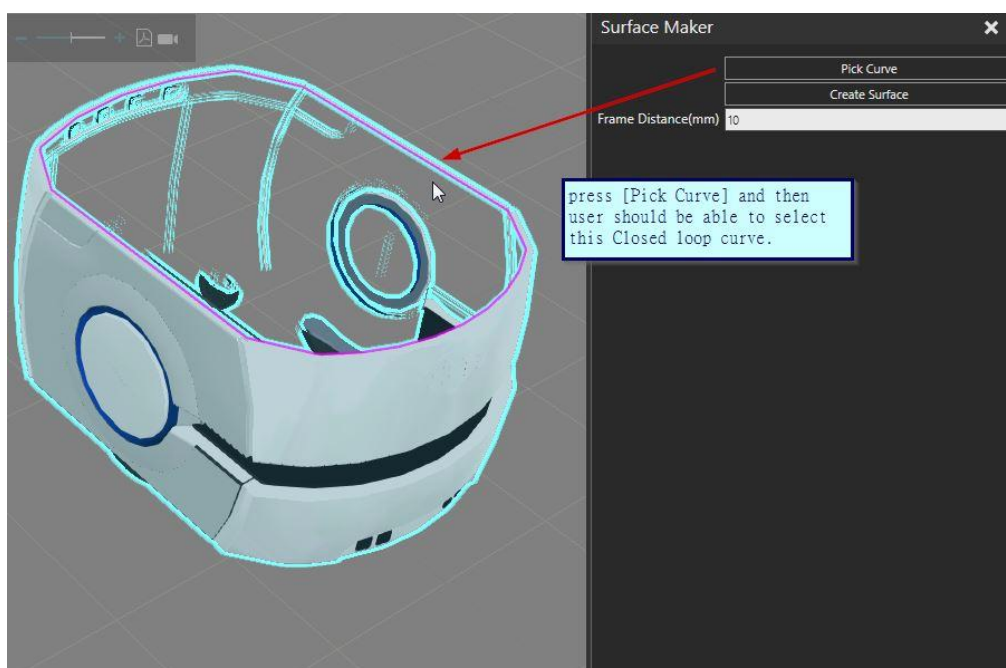 Surface Maker
Pick Curve
Create Surface
Frame Distance(mm) 10
press [Pick Curve] and then
user should be able to select
this Closed loop curve.